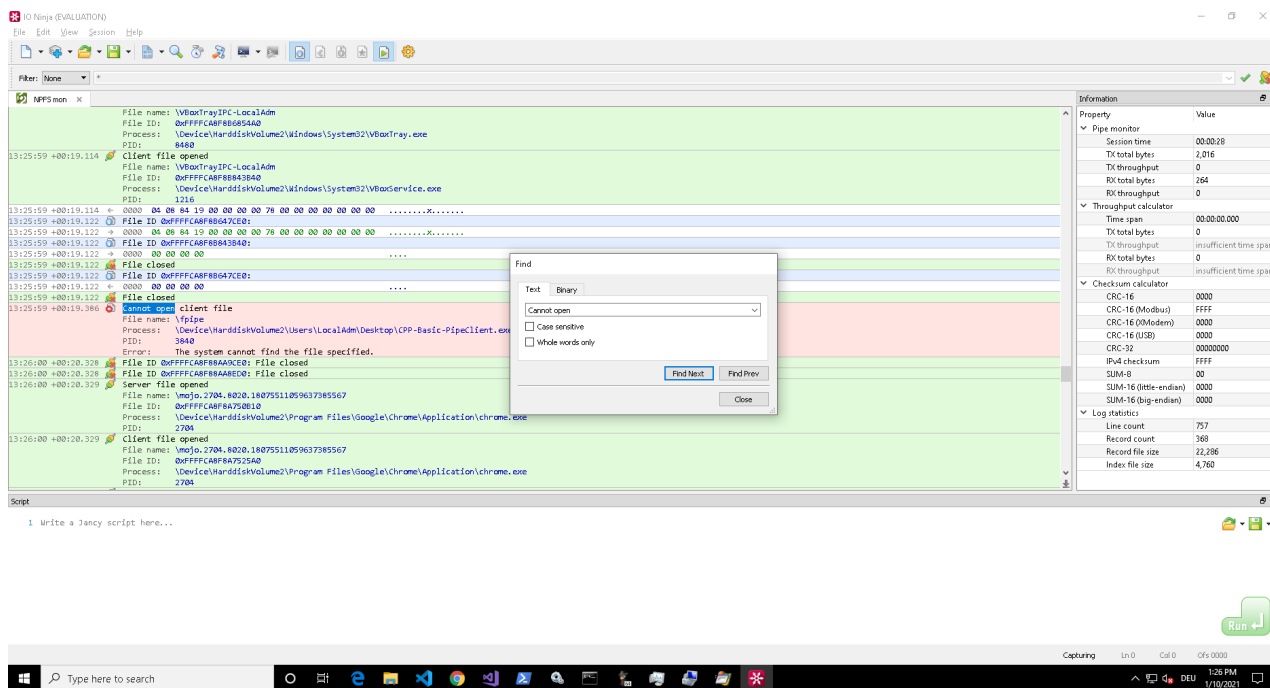 IO Ninja (EVALUATION)
File Edit View Session Help
Filter: None *
NPFS mon
File name: \VBoxTrayIPC-LocalAdm
File ID: 0xFFFFCA8F8B6854A0
Process: \Device\HarddiskVolume2\Windows\System32\VBoxTray.exe
PID: 8480
13:25:59 +00:19.114 Client file opened
File name: \VBoxTrayIPC-LocalAdm
File ID: 0xFFFFCA8F8B843B40
Process: \Device\HarddiskVolume2\Windows\System32\VBoxService.exe
PID: 1216
13:25:59 +00:19.114 ← 0000 04 08 84 19 00 00 00 00 78 00 00 00 00 00 00 00 ........x.......
13:25:59 +00:19.122 File ID 0xFFFFCA8F8B647CE0:
13:25:59 +00:19.122 → 0000 04 08 84 19 00 00 00 00 78 00 00 00 00 00 00 00 ........x.......
13:25:59 +00:19.122 File ID 0xFFFFCA8F8B843B40:
13:25:59 +00:19.122 → 0000 00 00 00 00 ....
13:25:59 +00:19.122 File closed
13:25:59 +00:19.122 File ID 0xFFFFCA8F8B647CE0:
13:25:59 +00:19.122 ← 0000 00 00 00 00 ....
13:25:59 +00:19.122 File closed
13:25:59 +00:19.386 Cannot open client file
File name: \fpipe
Process: \Device\HarddiskVolume2\Users\LocalAdm\Desktop\CPP-Basic-PipeClient.exe
PID: 3840
Error: The system cannot find the file specified.
13:26:00 +00:20.328 File ID 0xFFFFCA8F88AA9CE0: File closed
13:26:00 +00:20.328 File ID 0xFFFFCA8F88AA8ED0: File closed
13:26:00 +00:20.329 Server file opened
File name: \mojo.2704.8020.18075511059637385567
File ID: 0xFFFFCA8F8A750B10
Process: \Device\HarddiskVolume2\Program Files\Google\Chrome\Application\chrome.exe
PID: 2704
13:26:00 +00:20.329 Client file opened
File name: \mojo.2704.8020.18075511059637385567
File ID: 0xFFFFCA8F8A7525A0
Process: \Device\HarddiskVolume2\Program Files\Google\Chrome\Application\chrome.exe
PID: 2704
Find
Text Binary
Cannot open
Case sensitive
Whole words only
Find Next Find Prev
Close
Information
Property Value
Pipe monitor
Session time 00:00:28
TX total bytes 2,016
TX throughput 0
RX total bytes 264
RX throughput 0
Throughput calculator
Time span 00:00:00.000
TX total bytes 0
TX throughput insufficient time spa
RX total bytes 0
RX throughput insufficient time spa
Checksum calculator
CRC-16 0000
CRC-16 (Modbus) FFFF
CRC-16 (XModem) 0000
CRC-16 (USB) 0000
CRC-32 00000000
IPv4 checksum FFFF
SUM-8 00
SUM-16 (little-endian) 0000
SUM-16 (big-endian) 0000
Log statistics
Line count 757
Record count 368
Record file size 22,286
Index file size 4,760
Script
1 Write a Jancy script here...
Run
Capturing Ln 0 Col 0 Ofs 0000
Type here to search
DEU
1:26 PM
1/10/2021